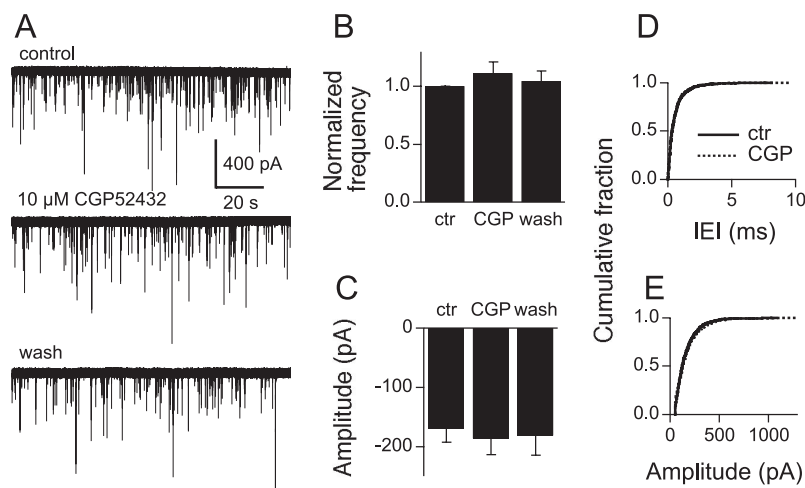 A
control
400 pA
20 s
10 µM CGP52432
wash
B
Normalized
frequency
1.0
0.5
0.0
ctr CGP wash
C
ctr CGP wash
Amplitude (pA)
0
-100
-200
D
Cumulative fraction
1.0
0.5
0.0
ctr
CGP
0 5 10
IEI (ms)
E
1.0
0.5
0.0
0 500 1000
Amplitude (pA)